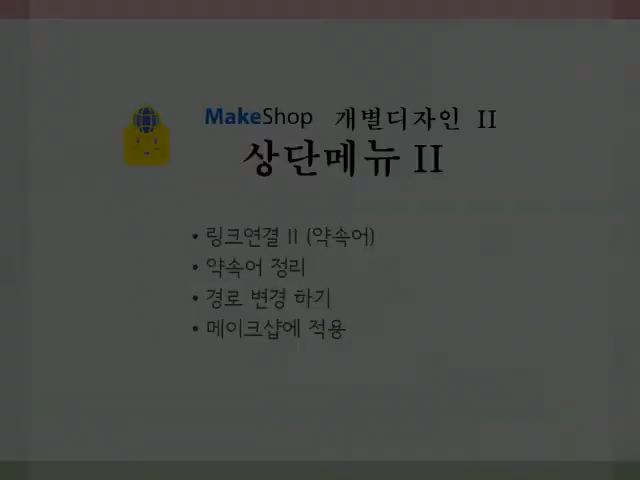 MakeShop 개별디자인 II
상단메뉴 II
• 링크연결 II (약속어)
• 약속어 정리
• 경로 변경 하기
• 메이크샵에 적용